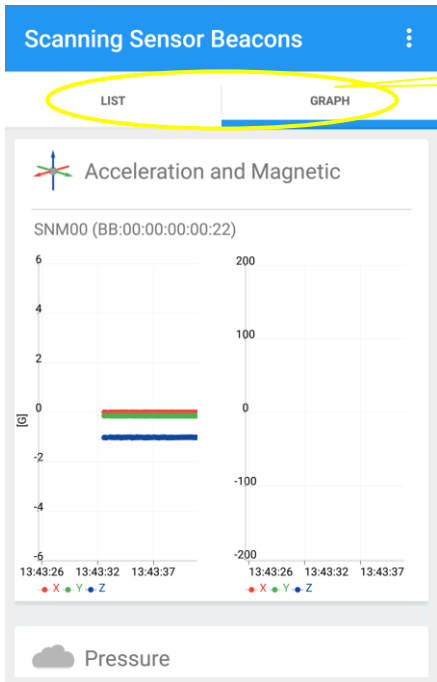 Scanning Sensor Beacons
LIST GRAPH
Acceleration and Magnetic
SNM00 (BB:00:00:00:00:22)
6
4
2
0
-2
-4
-6
[G]
13:43:26 13:43:32 13:43:37
X Y Z
200
100
0
-100
-200
13:43:26 13:43:32 13:43:37
X Y Z
Pressure